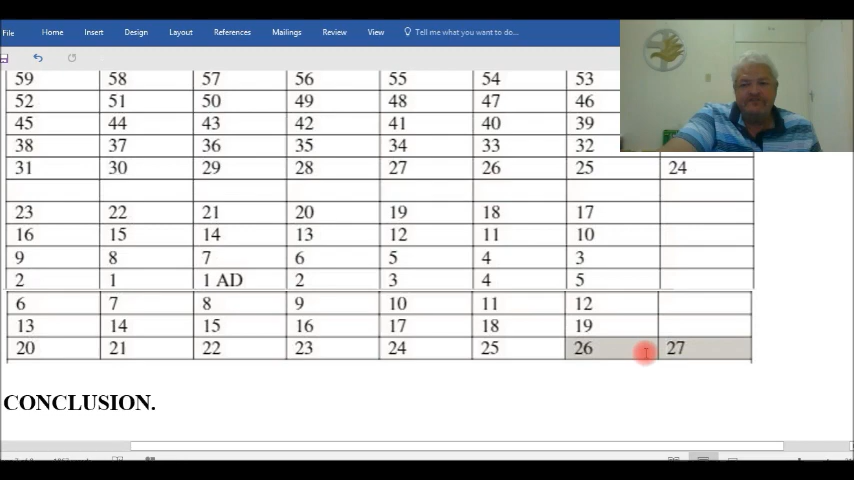 File Home Insert Design Layout References Mailings Review View Tell me what you want to do...
59 58 57 56 55 54 53
52 51 50 49 48 47 46
45 44 43 42 41 40 39
38 37 36 35 34 33 32
31 30 29 28 27 26 25 24
23 22 21 20 19 18 17
16 15 14 13 12 11 10
9 8 7 6 5 4 3
2 1 1 AD 2 3 4 5
6 7 8 9 10 11 12
13 14 15 16 17 18 19
20 21 22 23 24 25 26 27
CONCLUSION.